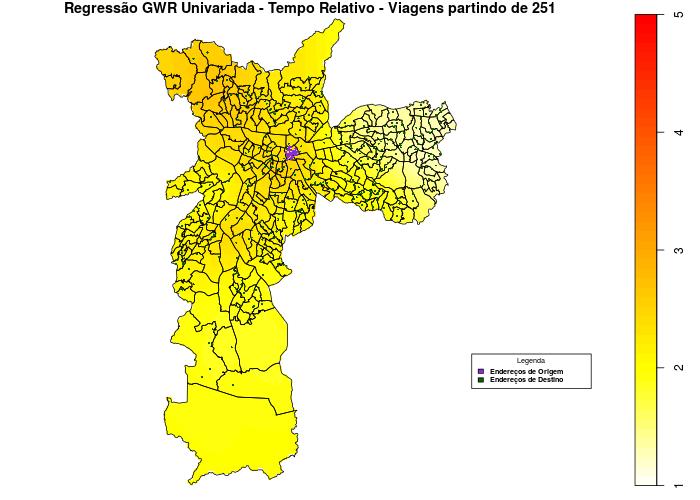 Regressão GWR Univariada - Tempo Relativo - Viagens partindo de 251
5
4
3
2
1
Legenda
Endereços de Origem
Endereços de Destino